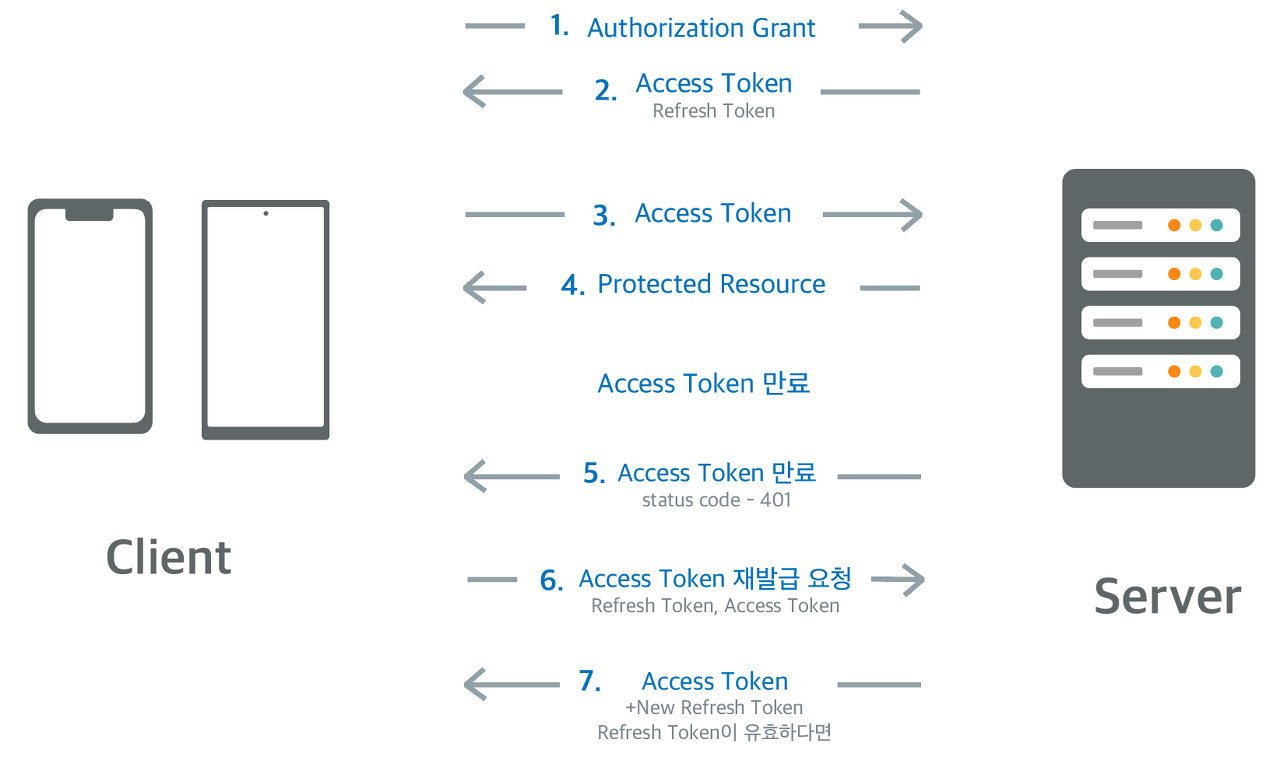 1. Authorization Grant
2. Access Token
Refresh Token
3. Access Token
4. Protected Resource
Access Token 만료
5. Access Token 만료
status code - 401
Client
6. Access Token 재발급 요청
Refresh Token, Access Token
Server
7. Access Token
+New Refresh Token
Refresh Token이 유효하다면